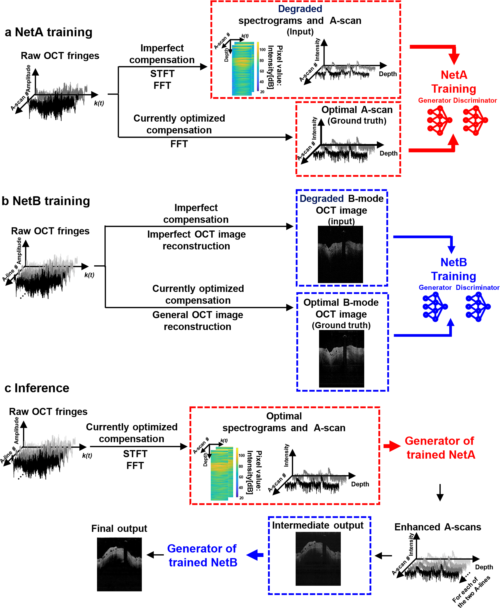 a NetA training
Raw OCT fringes
Amplitude
A-scan #
k(t)
Imperfect
compensation
STFT
FFT
Degraded
spectrograms and A-scan
(Input)
A-scan #
k(t)
Pixel value:
Intensity[dB]
Intensity
A-scan #
Depth
Currently optimized
compensation
FFT
Optimal A-scan
(Ground truth)
Intensity
A-scan #
Depth
NetA
Training
Generator Discriminator
b NetB training
Raw OCT fringes
Amplitude
A-line #
k(t)
Imperfect
compensation
Imperfect OCT image
reconstruction
Degraded B-mode
OCT image
(input)
Currently optimized
compensation
General OCT image
reconstruction
Optimal B-mode
OCT image
(Ground truth)
NetB
Training
Generator Discriminator
c Inference
Raw OCT fringes
Amplitude
A-scan #
k(t)
Currently optimized
compensation
STFT
FFT
Optimal
spectrograms and A-scan
A-scan #
k(t)
Pixel value:
Intensity[dB]
Intensity
A-scan #
Depth
Generator of
trained NetA
Enhanced A-scans
Intensity
A-scan #
Depth
For each of
the two A-lines
Intermediate output
Generator of
trained NetB
Final output